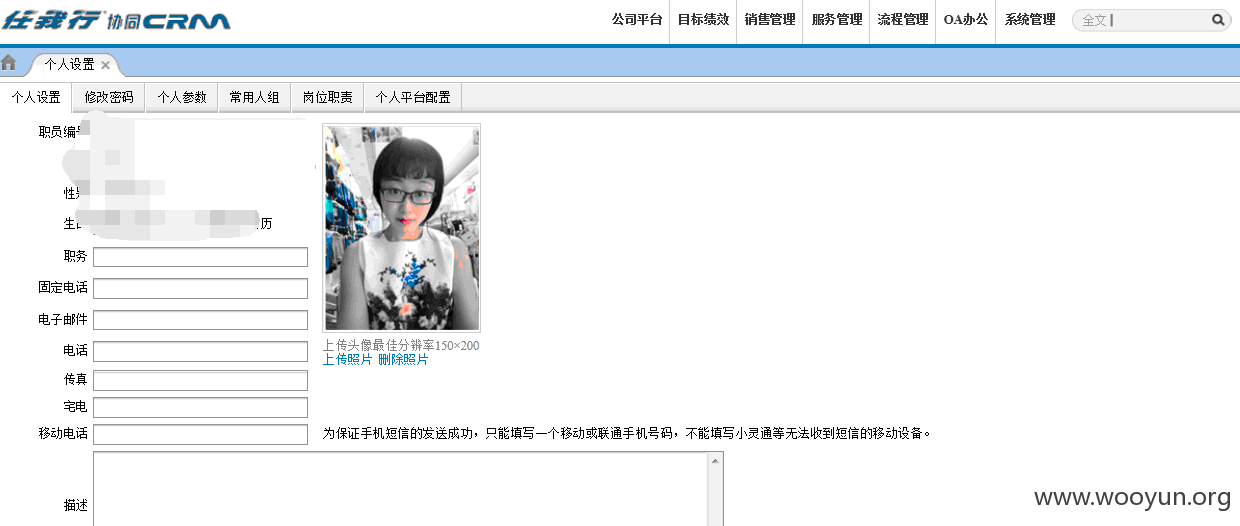 任我行 协同CRM
公司平台 目标绩效 销售管理 服务管理 流程管理 OA办公 系统管理 全文
个人设置
个人设置 修改密码 个人参数 常用人组 岗位职责 个人平台配置
职员编号
性别
生日 历
职务
固定电话
电子邮件
上传头像最佳分辨率150×200
电话
上传照片 删除照片
传真
宅电
移动电话 为保证手机短信的发送成功，只能填写一个移动或联通手机号码，不能填写小灵通等无法收到短信的移动设备。
描述
www.wooyun.org